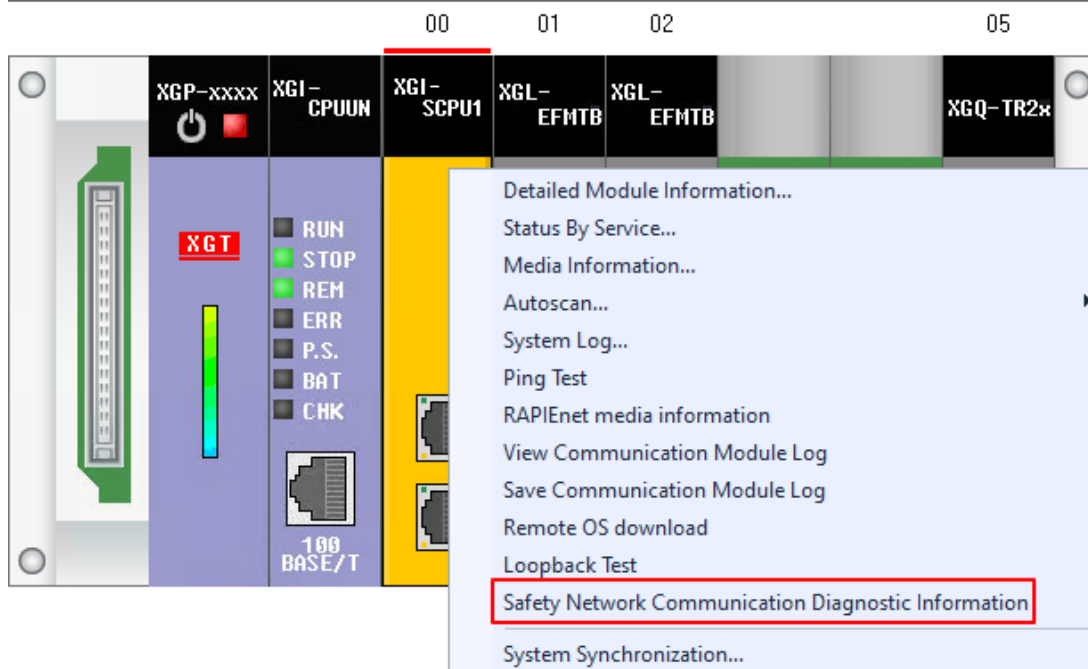 00 01 02 05
XGP-xxxx
XGI-
CPUUN
XGI-
SCPU1
XGL-
EFMTB
XGL-
EFMTB
XGQ-TR2x
XGT
RUN
STOP
REM
ERR
P.S.
BAT
CHK
100
BASE/T
Detailed Module Information...
Status By Service...
Media Information...
Autoscan...
System Log...
Ping Test
RAPIEnet media information
View Communication Module Log
Save Communication Module Log
Remote OS download
Loopback Test
Safety Network Communication Diagnostic Information
System Synchronization...